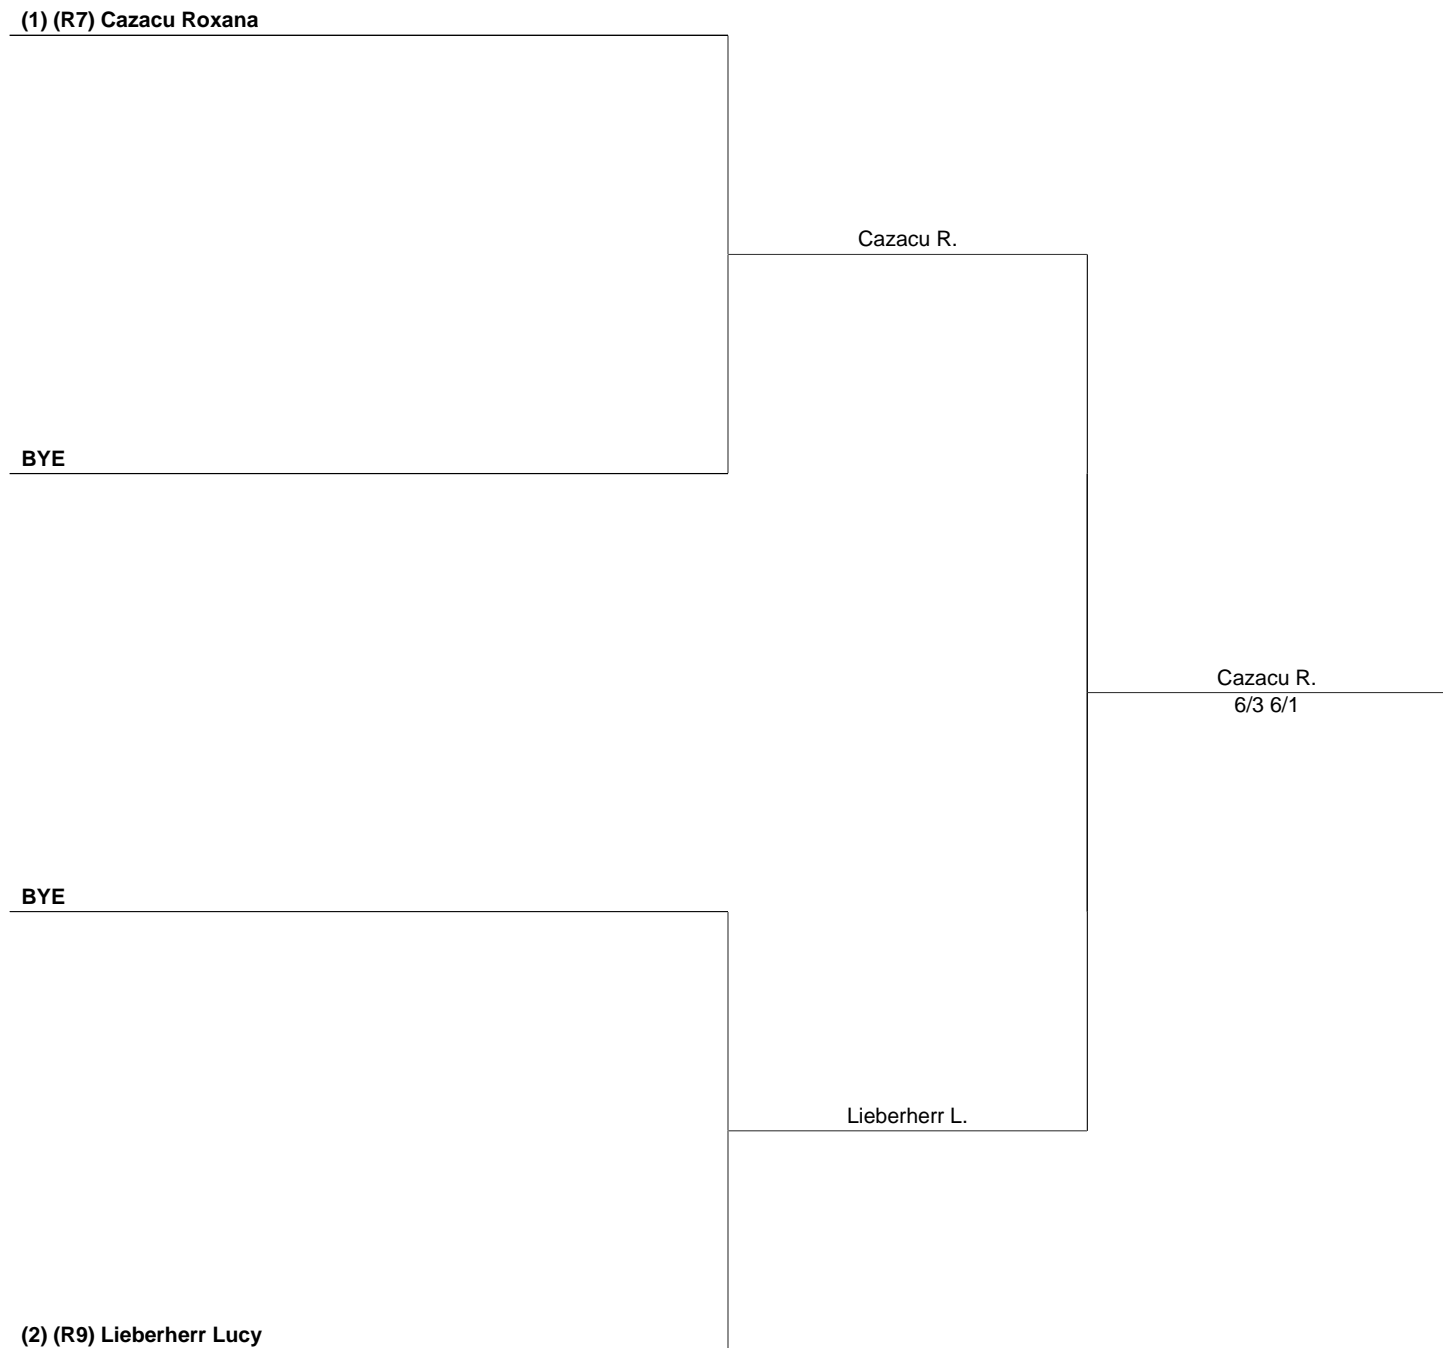 (1) (R7) Cazacu Roxana
Cazacu R.
BYE
Cazacu R.
6/3 6/1
BYE
Lieberherr L.
(2) (R9) Lieberherr Lucy